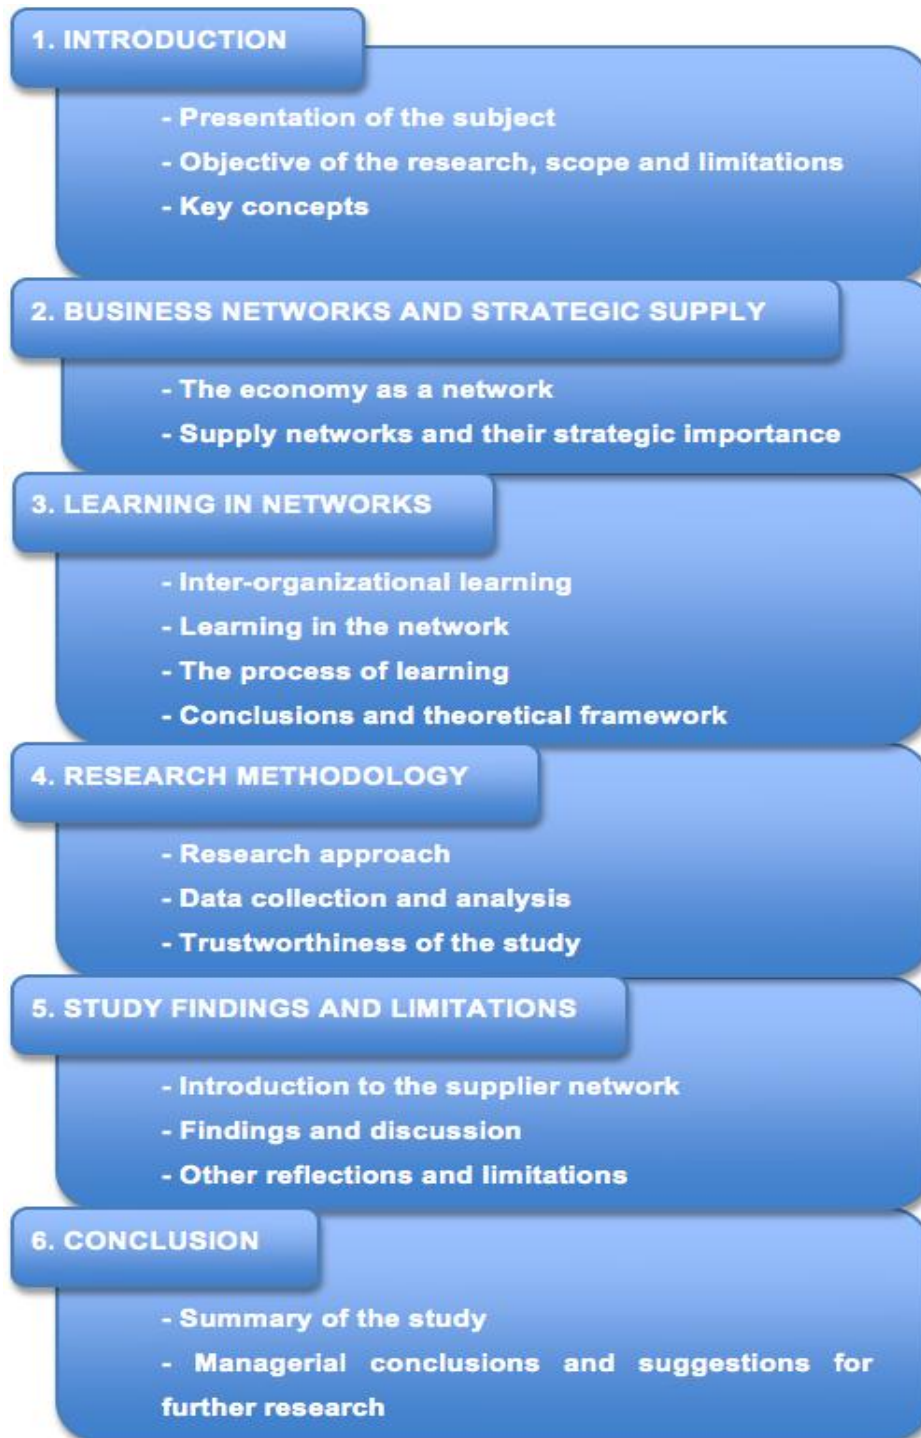 1. INTRODUCTION
- Presentation of the subject
- Objective of the research, scope and limitations
- Key concepts
2. BUSINESS NETWORKS AND STRATEGIC SUPPLY
- The economy as a network
- Supply networks and their strategic importance
3. LEARNING IN NETWORKS
- Inter-organizational learning
- Learning in the network
- The process of learning
- Conclusions and theoretical framework
4. RESEARCH METHODOLOGY
- Research approach
- Data collection and analysis
- Trustworthiness of the study
5. STUDY FINDINGS AND LIMITATIONS
- Introduction to the supplier network
- Findings and discussion
- Other reflections and limitations
6. CONCLUSION
- Summary of the study
- Managerial conclusions and suggestions for
further research